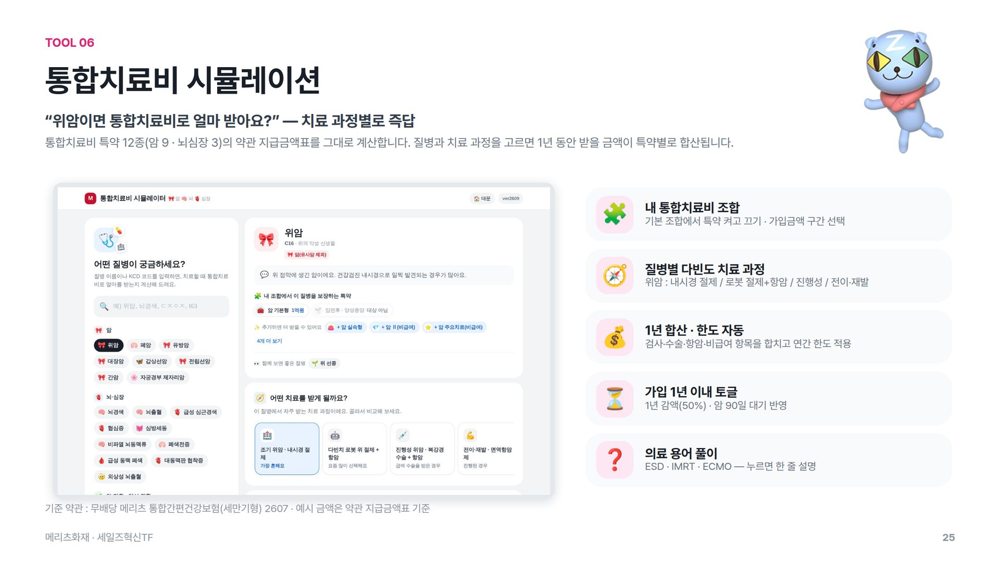 TOOL 06
통합치료비 시뮬레이션
“위암이면 통합치료비로 얼마 받아요?” — 치료 과정별로 즉답
통합치료비 특약 12종(암 9 · 뇌심장 3)의 약관 지급금액표를 그대로 계산합니다. 질병과 치료 과정을 고르면 1년 동안 받을 금액이 특약별로 합산됩니다.
Z
M 통합치료비 시뮬레이터 암 뇌 심장
대문 ver2609
어떤 질병이 궁금하세요?
질병 이름이나 KCD 코드를 입력하면, 치료할 때 통합치료
비로 얼마를 받는지 계산해 드려요.
예) 위암, 뇌경색, ㄷㅈㅇㅈ, I63
암
위암 폐암 유방암
대장암 갑상선암 전립선암
간암 자궁경부 제자리암
뇌·심장
뇌경색 뇌출혈 급성 심근경색
협심증 심방세동
비파열 뇌동맥류 폐색전증
급성 동맥 폐색 대동맥판 협착증
외상성 뇌출혈
위암
C16 · 위의 악성 신생물
암(유사암 제외)
위 점막에 생긴 암이에요. 건강검진 내시경으로 일찍 발견되는 경우가 많아요.
내 조합에서 이 질병을 보장하는 특약
암 기본형 1억원 암전후 · 양성종양 대상 아님
추가하면 더 받을 수 있어요 + 암 실속형 + 암 Ⅱ(비급여) + 암 주요치료(비급여)
4개 더 보기
함께 보면 좋은 질병 위 선종
어떤 치료를 받게 될까요?
이 질병에서 자주 받는 치료 과정이에요. 골라서 비교해 보세요.
조기 위암 · 내시경 절
제
가장 흔해요
다빈치 로봇 위 절제 +
항암
요즘 많이 선택해요
진행성 위암 · 복강경
수술 + 항암
급여 수술을 받은 경우
전이·재발 · 면역항암
제
진행된 경우
내 통합치료비 조합
기본 조합에서 특약 켜고 끄기 · 가입금액 구간 선택
질병별 다빈도 치료 과정
위암 : 내시경 절제 / 로봇 절제+항암 / 진행성 / 전이·재발
1년 합산 · 한도 자동
검사·수술·항암·비급여 항목을 합치고 연간 한도 적용
가입 1년 이내 토글
1년 감액(50%) · 암 90일 대기 반영
의료 용어 풀이
ESD · IMRT · ECMO — 누르면 한 줄 설명
기준 약관 : 무배당 메리츠 통합간편건강보험(세만기형) 2607 · 예시 금액은 약관 지급금액표 기준
메리츠화재 · 세일즈혁신TF
25